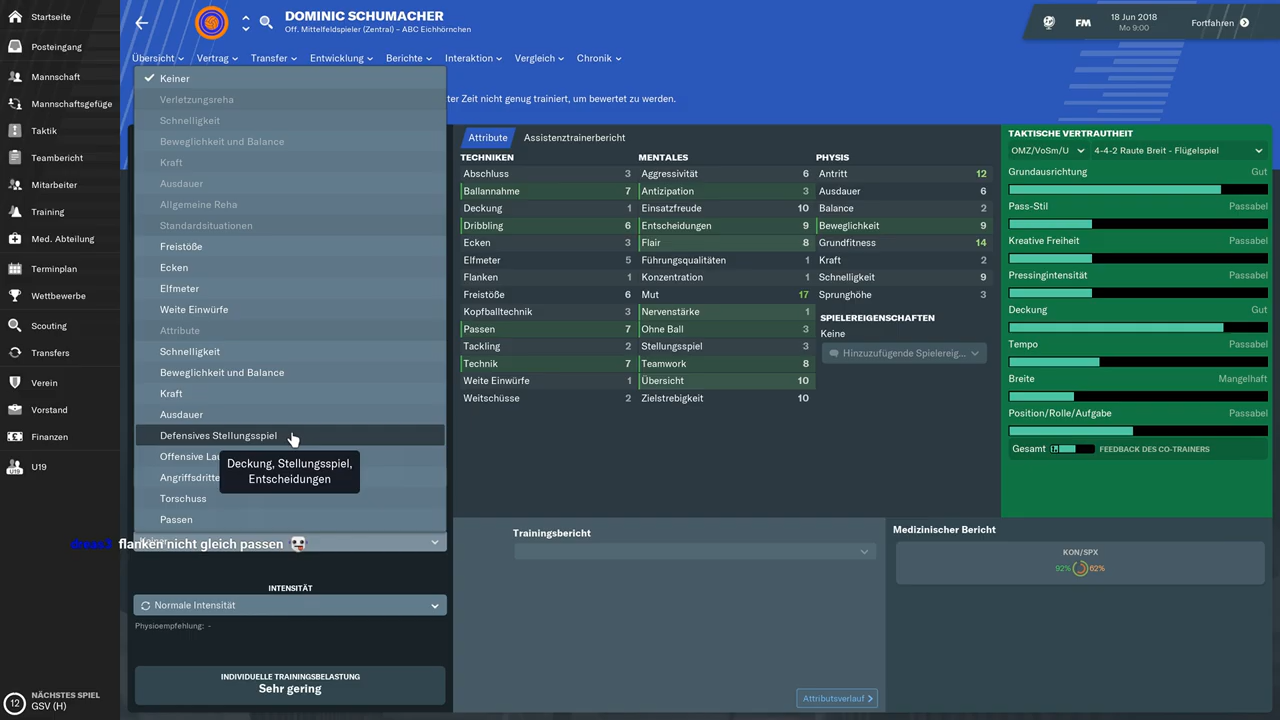 Startseite
Posteingang
Mannschaft
Mannschaftsgefüge
Taktik
Teambericht
Mitarbeiter
Training
Med. Abteilung
Terminplan
Wettbewerbe
Scouting
Transfers
Verein
Vorstand
Finanzen
U19
U19
12
NÄCHSTES SPIEL
GSV (H)
DOMINIC SCHUMACHER
Off. Mittelfeldspieler (Zentral) – ABC Eichhörnchen
FM
18 Jun 2018
Mo 9:00
Fortfahren
Übersicht Vertrag Transfer Entwicklung Berichte Interaktion Vergleich Chronik
ter Zeit nicht genug trainiert, um bewertet zu werden.
Keiner
Verletzungsreha
Schnelligkeit
Beweglichkeit und Balance
Kraft
Ausdauer
Allgemeine Reha
Standardsituationen
Freistöße
Ecken
Elfmeter
Weite Einwürfe
Attribute
Schnelligkeit
Beweglichkeit und Balance
Kraft
Ausdauer
Defensives Stellungsspiel
Offensive Lau
Angriffsdritte
Torschuss
Passen
Deckung, Stellungsspiel,
Entscheidungen
flanken nicht gleich passen
INTENSITÄT
Normale Intensität
Physioempfehlung: -
INDIVIDUELLE TRAININGSBELASTUNG
Sehr gering
Attribute Assistenztrainerbericht
TECHNIKEN
Abschluss 3
Ballannahme 7
Deckung 1
Dribbling 6
Ecken 3
Elfmeter 5
Flanken 1
Freistöße 6
Kopfballtechnik 3
Passen 7
Tackling 2
Technik 7
Weite Einwürfe 1
Weitschüsse 2
MENTALES
Aggressivität 6
Antizipation 3
Einsatzfreude 10
Entscheidungen 9
Flair 8
Führungsqualitäten 1
Konzentration 1
Mut 17
Nervenstärke 1
Ohne Ball 3
Stellungsspiel 3
Teamwork 8
Übersicht 10
Zielstrebigkeit 10
PHYSIS
Antritt 12
Ausdauer 6
Balance 2
Beweglichkeit 9
Grundfitness 14
Kraft 2
Schnelligkeit 9
Sprunghöhe 3
SPIELEREIGENSCHAFTEN
Keine
Hinzuzufügende Spielereig...
TAKTISCHE VERTRAUTHEIT
OMZ/VoSm/U 4-4-2 Raute Breit - Flügelspiel
Grundausrichtung Gut
Pass-Stil Passabel
Kreative Freiheit Passabel
Pressingintensität Passabel
Deckung Gut
Tempo Passabel
Breite Mangelhaft
Position/Rolle/Aufgabe Passabel
Gesamt FEEDBACK DES CO-TRAINERS
Trainingsbericht
Attributsverlauf
Medizinischer Bericht
KON/SPX
92% 62%